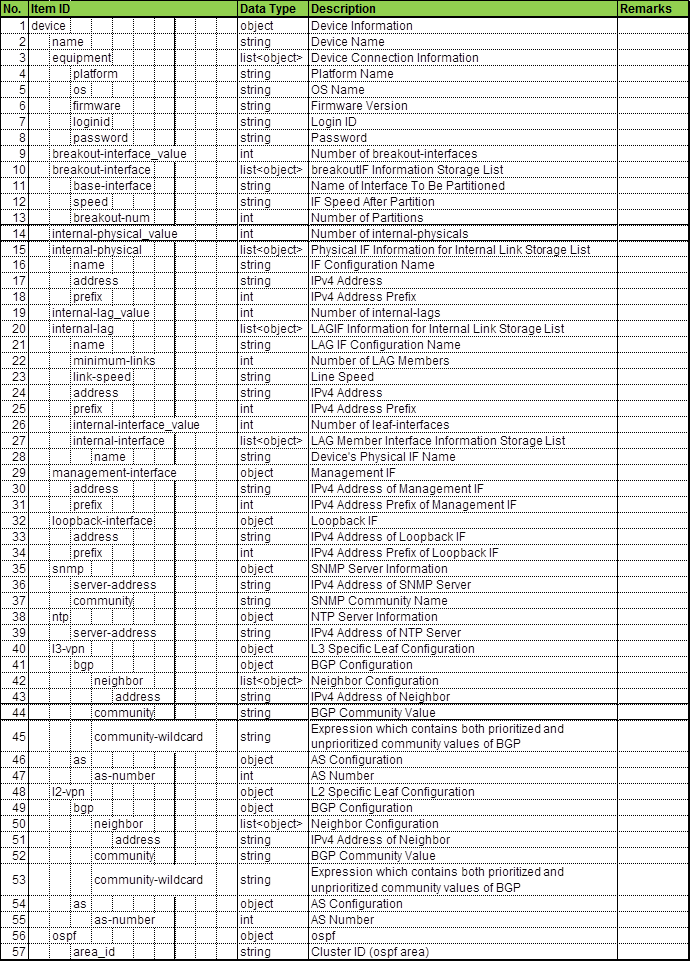 No. Item ID Data Type Description Remarks
1 device object Device Information
2 name string Device Name
3 equipment list<object> Device Connection Information
4 platform string Platform Name
5 os string OS Name
6 firmware string Firmware Version
7 loginid string Login ID
8 password string Password
9 breakout-interface_value int Number of breakout-interfaces
10 breakout-interface list<object> breakoutIF Information Storage List
11 base-interface string Name of Interface To Be Partitioned
12 speed string IF Speed After Partition
13 breakout-num int Number of Partitions
14 internal-physical_value int Number of internal-physicals
15 internal-physical list<object> Physical IF Information for Internal Link Storage List
16 name string IF Configuration Name
17 address string IPv4 Address
18 prefix int IPv4 Address Prefix
19 internal-lag_value int Number of internal-lags
20 internal-lag list<object> LAGIF Information for Internal Link Storage List
21 name string LAG IF Configuration Name
22 minimum-links int Number of LAG Members
23 link-speed string Line Speed
24 address string IPv4 Address
25 prefix int IPv4 Address Prefix
26 internal-interface_value int Number of leaf-interfaces
27 internal-interface list<object> LAG Member Interface Information Storage List
28 name string Device's Physical IF Name
29 management-interface object Management IF
30 address string IPv4 Address of Management IF
31 prefix int IPv4 Address Prefix of Management IF
32 loopback-interface object Loopback IF
33 address string IPv4 Address of Loopback IF
34 prefix int IPv4 Address Prefix of Loopback IF
35 snmp object SNMP Server Information
36 server-address string IPv4 Address of SNMP Server
37 community string SNMP Community Name
38 ntp object NTP Server Information
39 server-address string IPv4 Address of NTP Server
40 l3-vpn object L3 Specific Leaf Configuration
41 bgp object BGP Configuration
42 neighbor list<object> Neighbor Configuration
43 address string IPv4 Address of Neighbor
44 community string BGP Community Value
45 community-wildcard string Expression which contains both prioritized and
unprioritized community values of BGP
46 as object AS Configuration
47 as-number int AS Number
48 l2-vpn object L2 Specific Leaf Configuration
49 bgp object BGP Configuration
50 neighbor list<object> Neighbor Configuration
51 address string IPv4 Address of Neighbor
52 community string BGP Community Value
53 community-wildcard string Expression which contains both prioritized and
unprioritized community values of BGP
54 as object AS Configuration
55 as-number int AS Number
56 ospf object ospf
57 area_id string Cluster ID (ospf area)